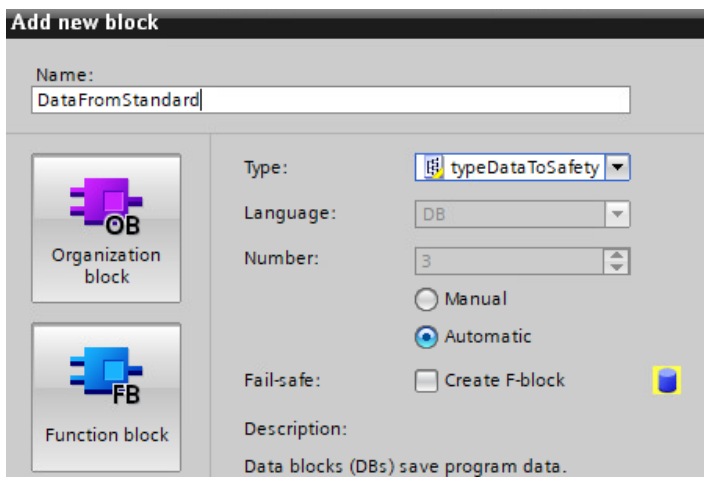 Add new block
Name:
DataFromStandard
OB
Organization
block
FB
Function block
Type:
typeDataToSafety
Language:
DB
Number:
3
Manual
Automatic
Fail-safe:
Create F-block
Description:
Data blocks (DBs) save program data.